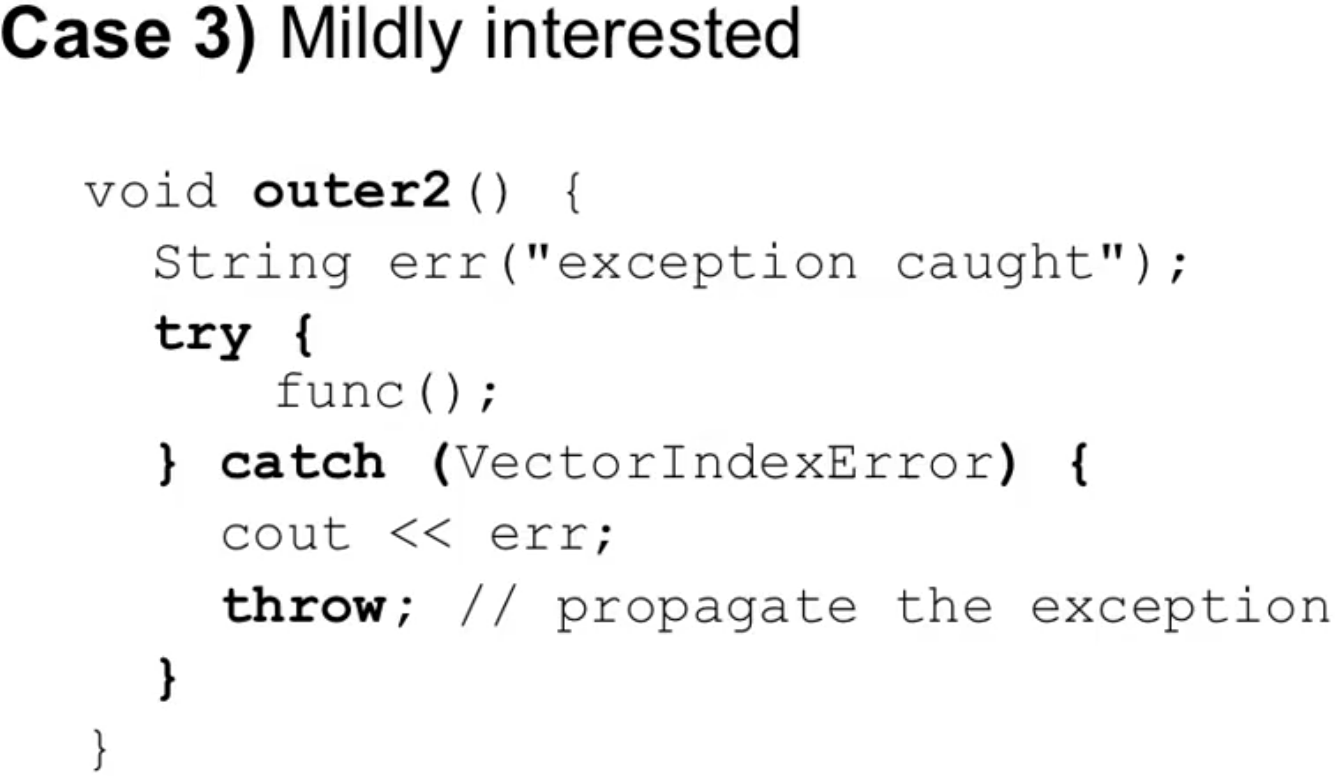 Case 3) Mildly interested
void outer2() {
String err("exception caught");
try {
func();
} catch (VectorIndexError) {
cout << err;
throw; // propagate the exception
}
}